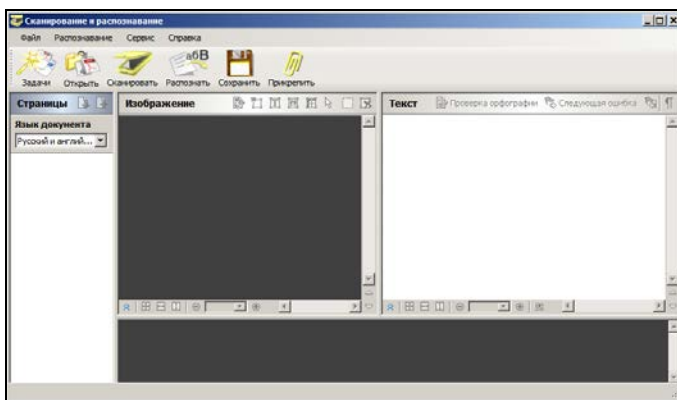 Сканирование и распознавание
Файл Распознавание Сервис Справка
абВ
Задачи Открыть Сканировать Распознать Сохранить Прикрепить
Страницы Изображение Текст Проверка орфографии Следующая ошибка
Язык документа
Русский и англий...